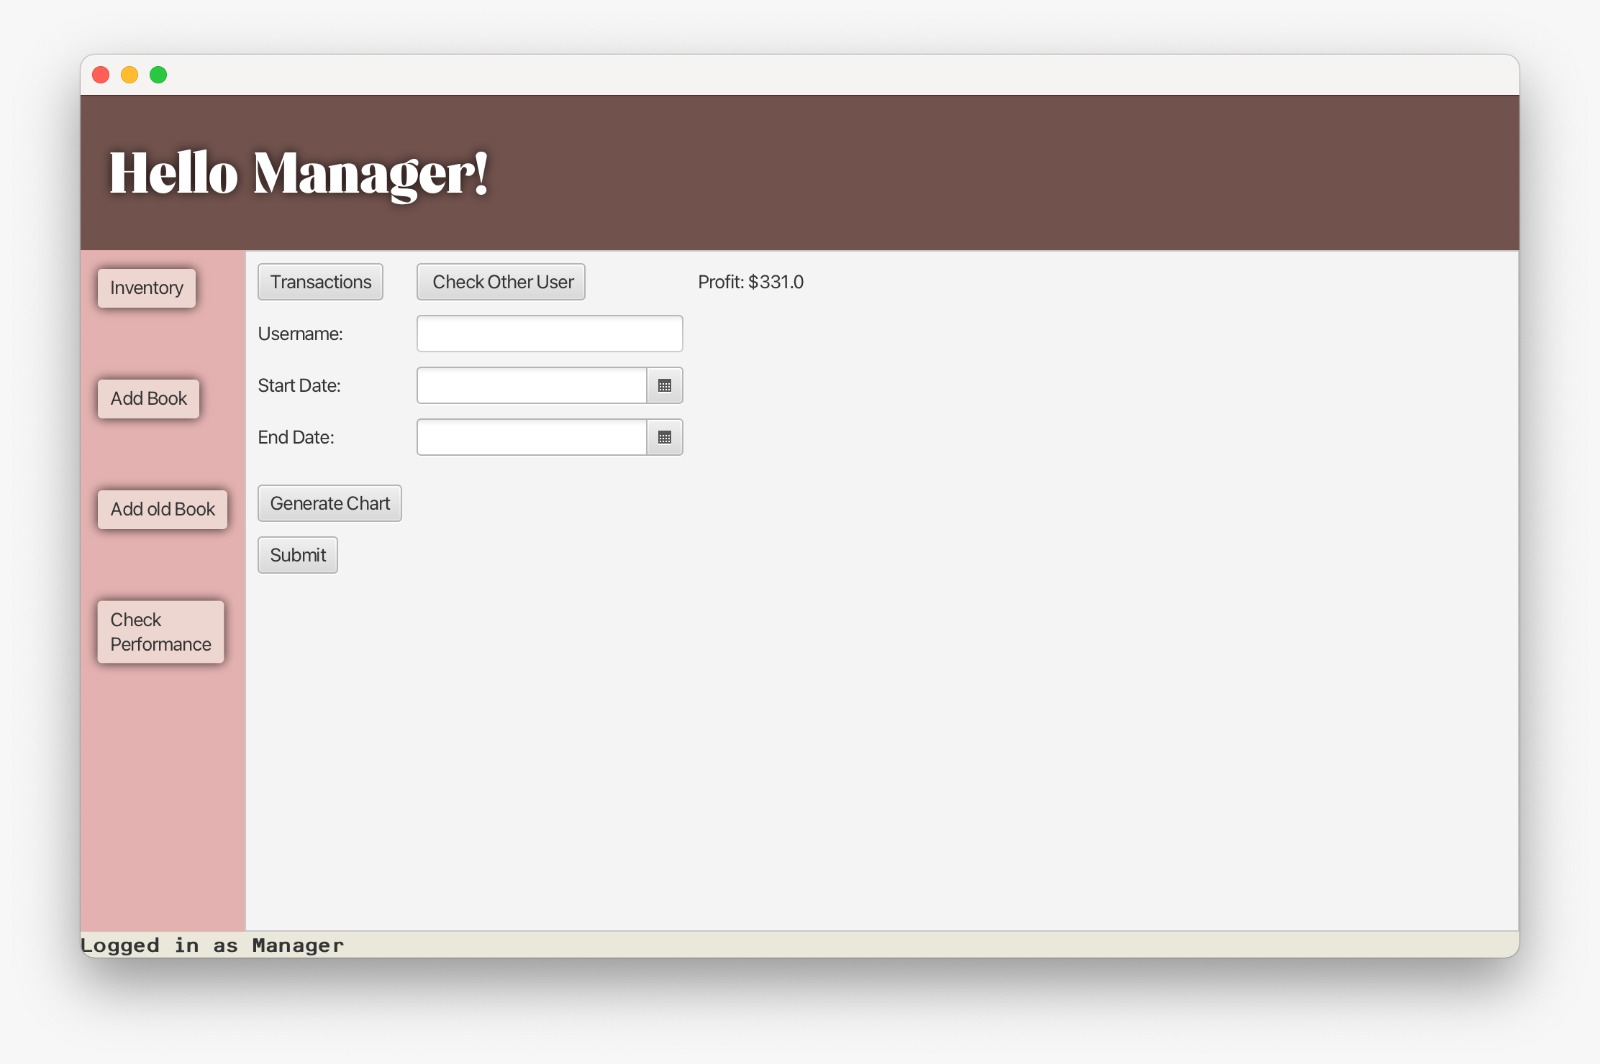 Hello Manager!
Inventory
Add Book
Add old Book
Check
Performance
Transactions
Check Other User
Profit: $331.0
Username:
Start Date:
End Date:
Generate Chart
Submit
Logged in as Manager